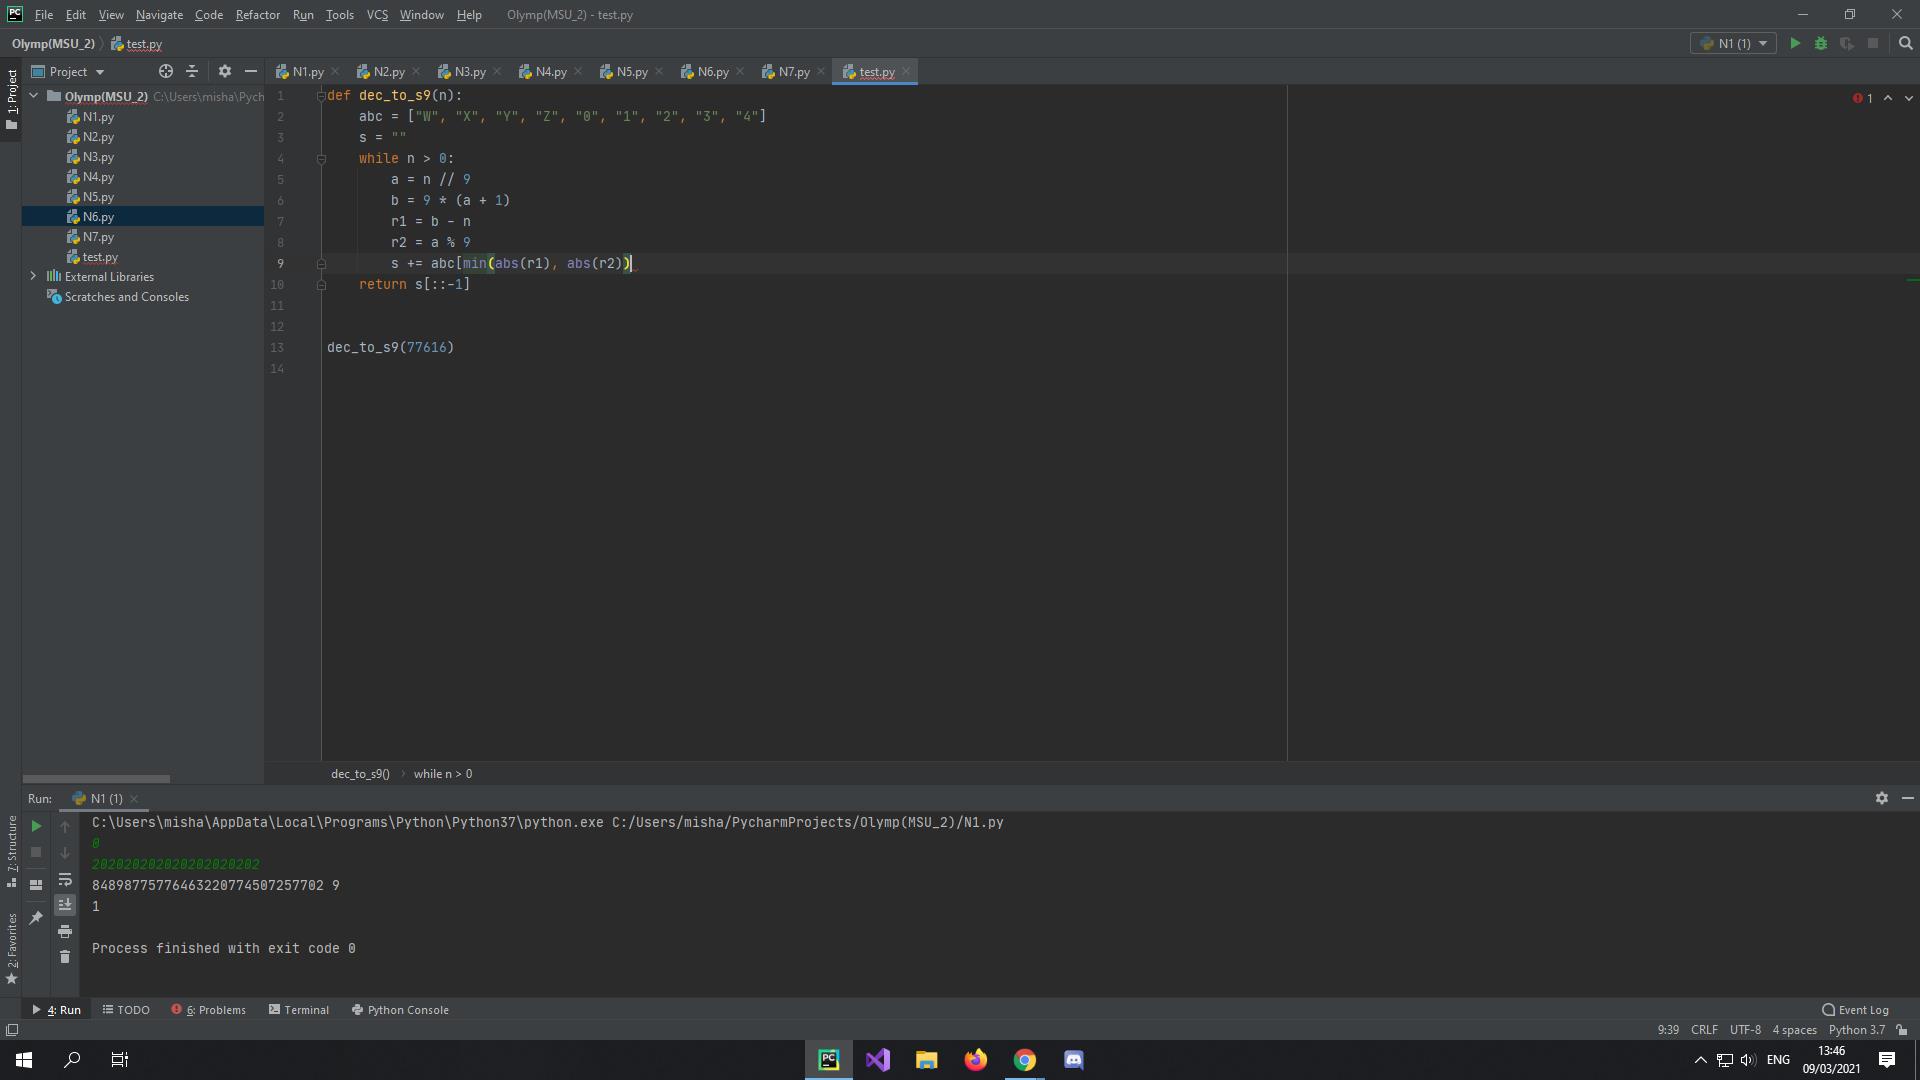 PC File Edit View Navigate Code Refactor Run Tools VCS Window Help Olymp(MSU_2) - test.py
Olymp(MSU_2) test.py N1 (1)
1: Project
Project
N1.py N2.py N3.py N4.py N5.py N6.py N7.py test.py
Olymp(MSU_2) C:\Users\misha\Pych
N1.py
N2.py
N3.py
N4.py
N5.py
N6.py
N7.py
test.py
External Libraries
Scratches and Consoles
1 def dec_to_s9(n):
2 abc = ["W", "X", "Y", "Z", "0", "1", "2", "3", "4"]
3 s = ""
4 while n > 0:
5 a = n // 9
6 b = 9 * (a + 1)
7 r1 = b - n
8 r2 = a % 9
9 s += abc[min(abs(r1), abs(r2))
10 return s[::-1]
11
12
13 dec_to_s9(77616)
14
1
dec_to_s9() while n > 0
Run: N1 (1)
7: Structure
2: Favorites
C:\Users\misha\AppData\Local\Programs\Python\Python37\python.exe C:/Users/misha/PycharmProjects/Olymp(MSU_2)/N1.py
0
202020202020202020202
8489877577646322077450725​7702 9
1
Process finished with exit code 0
4: Run TODO 6: Problems Terminal Python Console Event Log
9:39 CRLF UTF-8 4 spaces Python 3.7
PC ENG 13:46
09/03/2021